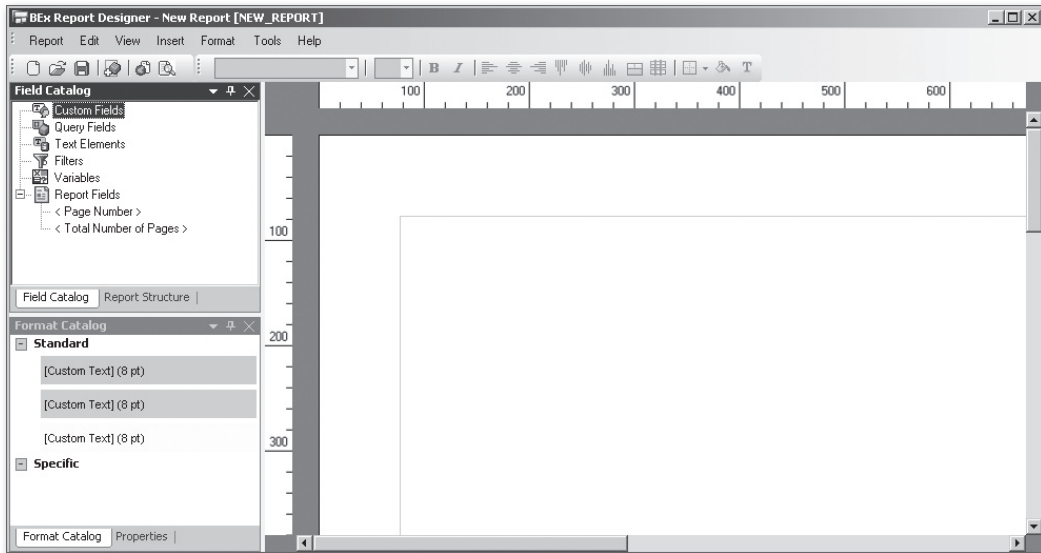 BEx Report Designer - New Report [NEW_REPORT]
Report Edit View Insert Format Tools Help
B I T
Field Catalog
100 200 300 400 500 600
Custom Fields
Query Fields
Text Elements
Filters
Variables
Report Fields
< Page Number >
< Total Number of Pages >
Field Catalog Report Structure
100
200
300
Format Catalog
Standard
[Custom Text] (8 pt)
[Custom Text] (8 pt)
[Custom Text] (8 pt)
Specific
Format Catalog Properties